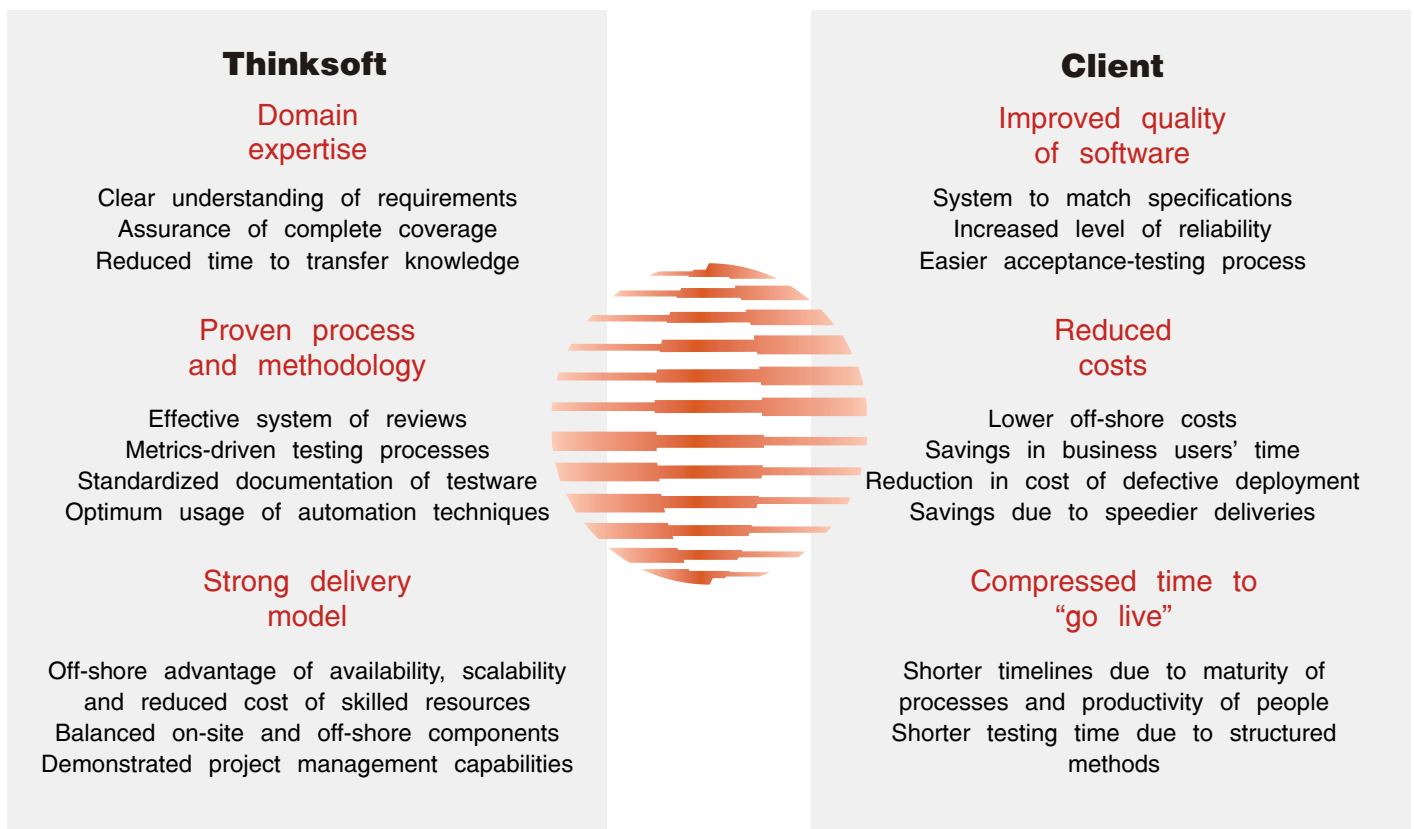 Thinksoft
Domain
expertise
Clear understanding of requirements
Assurance of complete coverage
Reduced time to transfer knowledge
Proven process
and methodology
Effective system of reviews
Metrics-driven testing processes
Standardized documentation of testware
Optimum usage of automation techniques
Strong delivery
model
Off-shore advantage of availability, scalability
and reduced cost of skilled resources
Balanced on-site and off-shore components
Demonstrated project management capabilities
Client
Improved quality
of software
System to match specifications
Increased level of reliability
Easier acceptance-testing process
Reduced
costs
Lower off-shore costs
Savings in business users’ time
Reduction in cost of defective deployment
Savings due to speedier deliveries
Compressed time to
“go live”
Shorter timelines due to maturity of
processes and productivity of people
Shorter testing time due to structured
methods